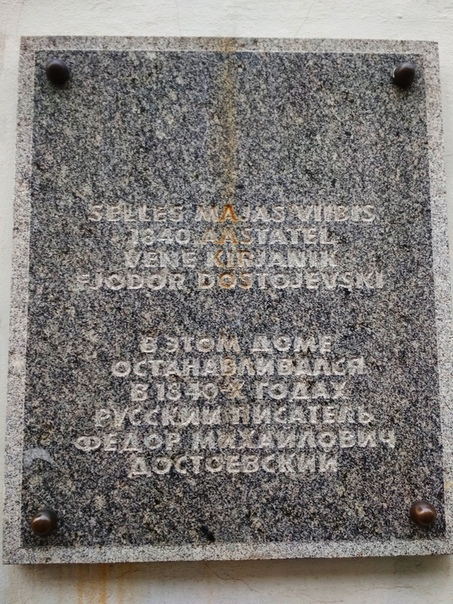 SELLES MAJAS VIIBIS
1840. AASTATEL
VENE KIRJANIK
FJODOR DOSTOJEVSKI
В ЭТОМ ДОМЕ
ОСТАНАВЛИВАЛСЯ
В 1840-Х ГОДАХ
РУССКИЙ ПИСАТЕЛЬ
ФЕДОР МИХАЙЛОВИЧ
ДОСТОЕВСКИЙ